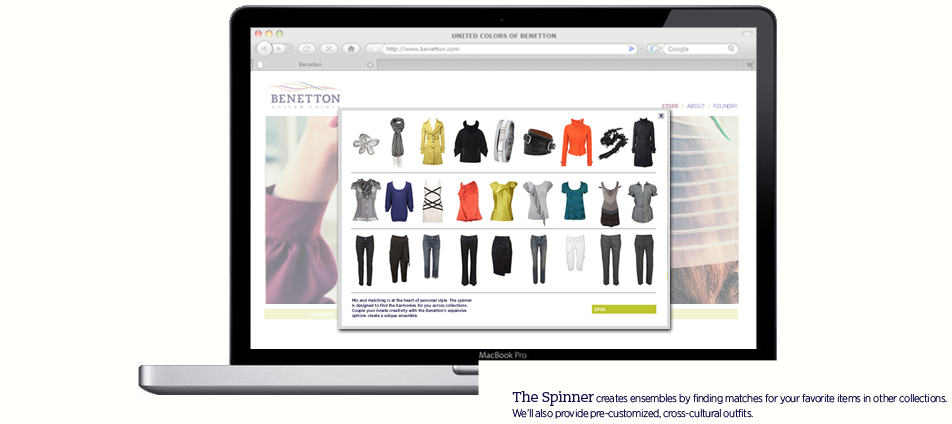 UNITED COLORS OF BENETTON
http://www.benetton.com
Google
Benetton
BENETTON
united colors
STORE / ABOUT / FOUNDRY
x
Mix and matching is at the heart of personal style. The spinner
is designed to find the harmonies for you across collections.
Couple your innate creativity with the Benetton's expansive
options create a unique ensemble.
SPIN
MacBook Pro
The Spinner creates ensembles by finding matches for your favorite items in other collections.
We'll also provide pre-customized, cross-cultural outfits.